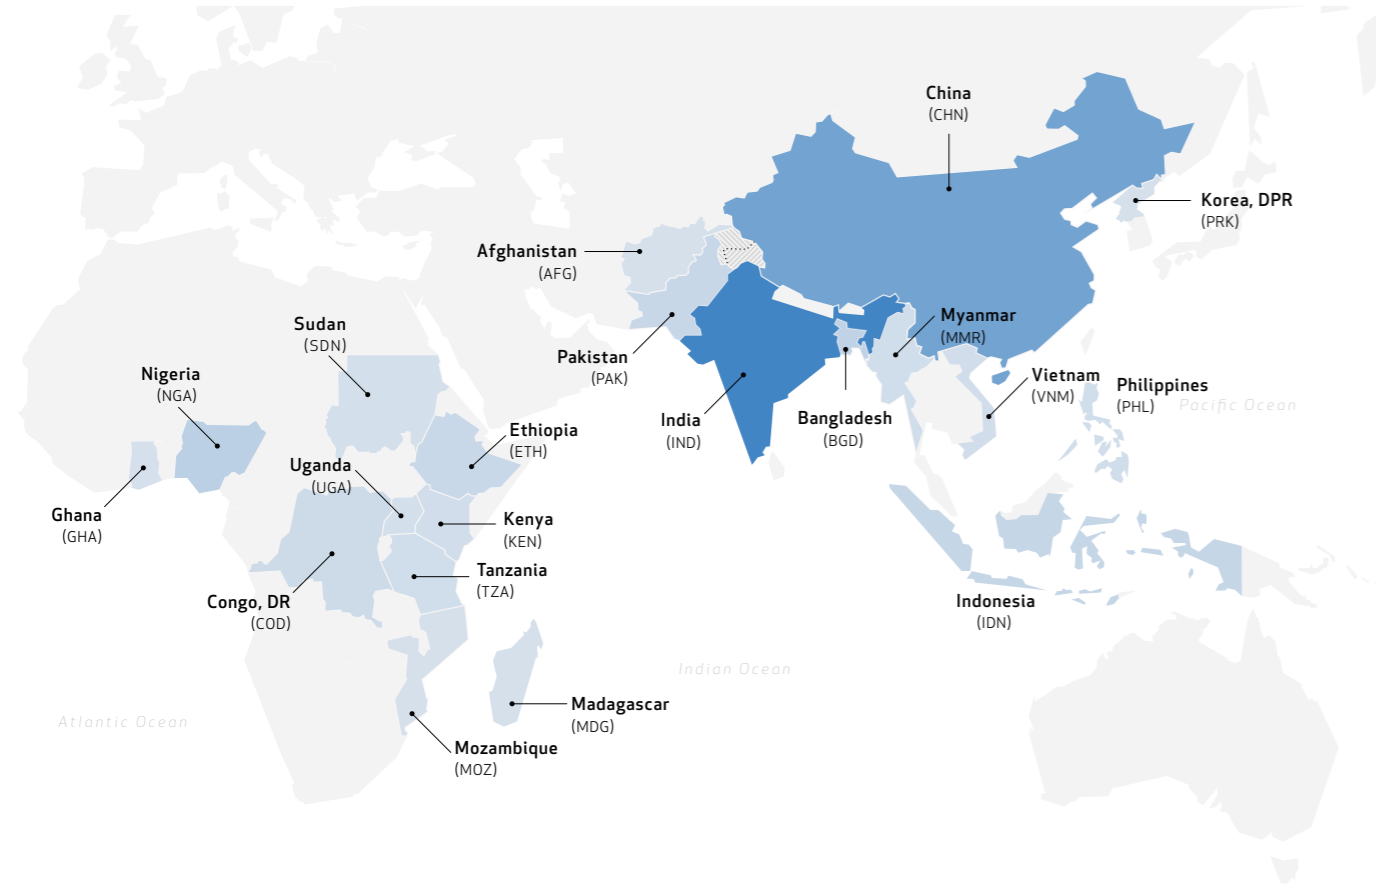 China
(CHN)
Korea, DPR
(PRK)
Afghanistan
(AFG)
Sudan
(SDN)
Myanmar
(MMR)
Pakistan
(PAK)
Nigeria
(NGA)
Vietnam
(VNM)
Philippines
(PHL)
Pacific Ocean
India
(IND)
Bangladesh
(BGD)
Ethiopia
(ETH)
Uganda
(UGA)
Ghana
(GHA)
Kenya
(KEN)
Tanzania
(TZA)
Congo, DR
(COD)
Indonesia
(IDN)
Indian Ocean
Madagascar
(MDG)
Atlantic Ocean
Mozambique
(MOZ)